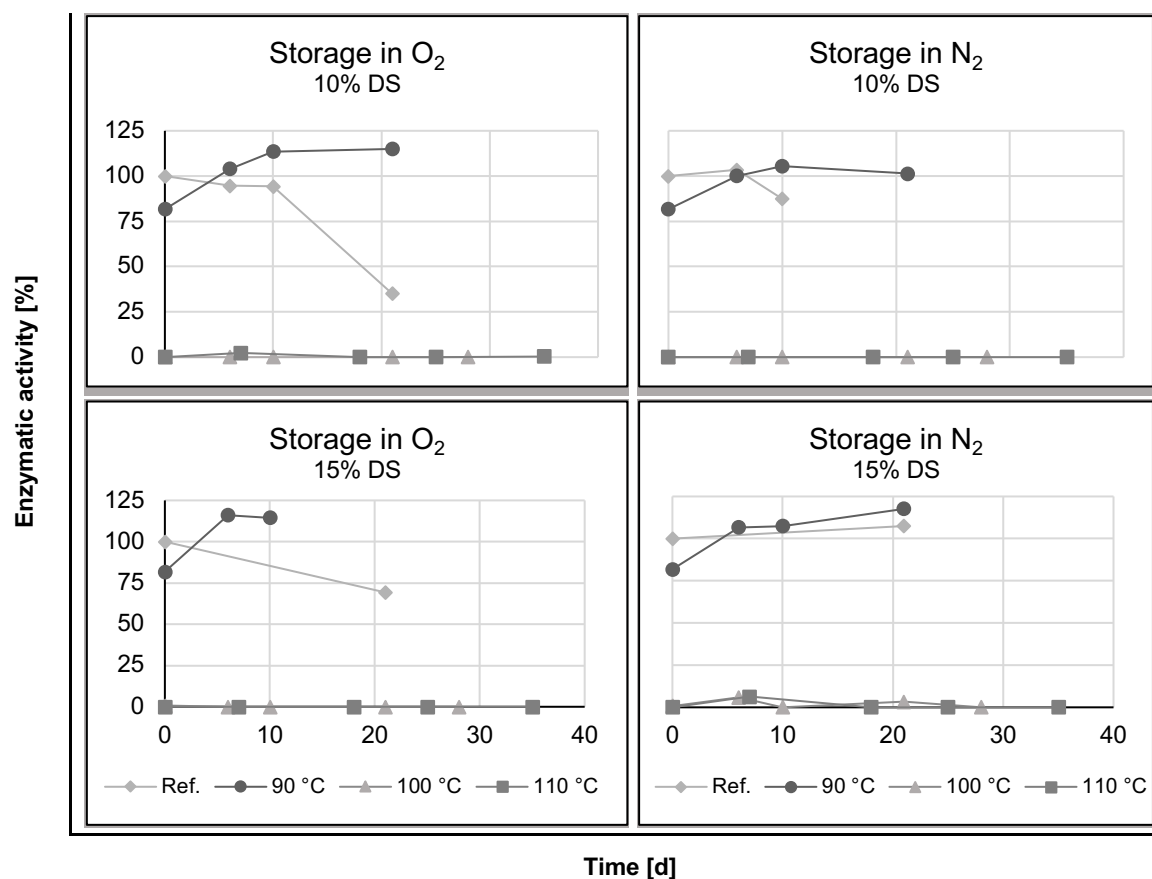 Enzymatic activity [%]
Storage in O₂
10% DS
125
100
75
50
25
0
Storage in N₂
10% DS
Storage in O₂
15% DS
125
100
75
50
25
0
0 10 20 30 40
Ref. 90 °C 100 °C 110 °C
Storage in N₂
15% DS
0 10 20 30 40
Ref. 90 °C 100 °C 110 °C
Time [d]